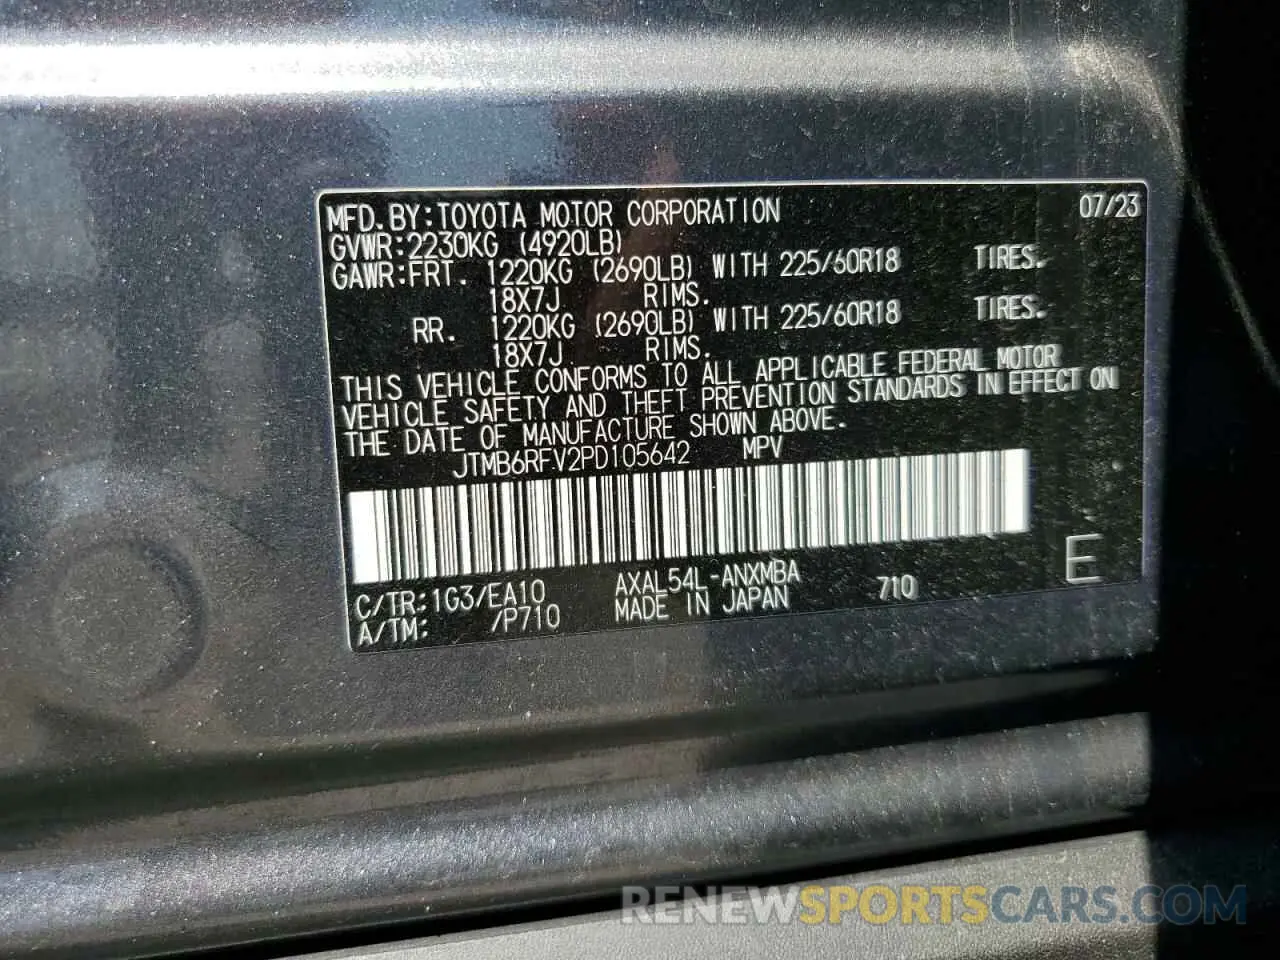 MFD.BY:TOYOTA MOTOR CORPORATION 07/23
GVWR:2230KG (4920LB)
GAWR:FRT. 1220KG (2690LB) WITH 225/60R18 TIRES.
18X7J RIMS.
RR. 1220KG (2690LB) WITH 225/60R18 TIRES.
18X7J RIMS.
THIS VEHICLE CONFORMS TO ALL APPLICABLE FEDERAL MOTOR
VEHICLE SAFETY AND THEFT PREVENTION STANDARDS IN EFFECT ON
THE DATE OF MANUFACTURE SHOWN ABOVE.
JTMB6RFV2PD105642 MPV
E
C/TR:1G3/EA10 AXAL54L-ANXMBA 710
A/TM: /P710 MADE IN JAPAN
RENEWSPORTSCARS.COM